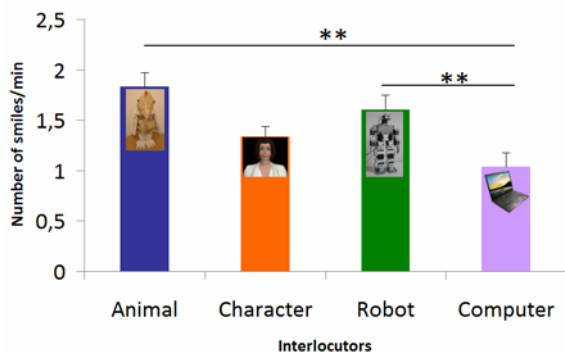 2,5
**
2
**
1,5
1
0,5
0
Number of smiles/min
Animal Character Robot Computer
Interlocutors